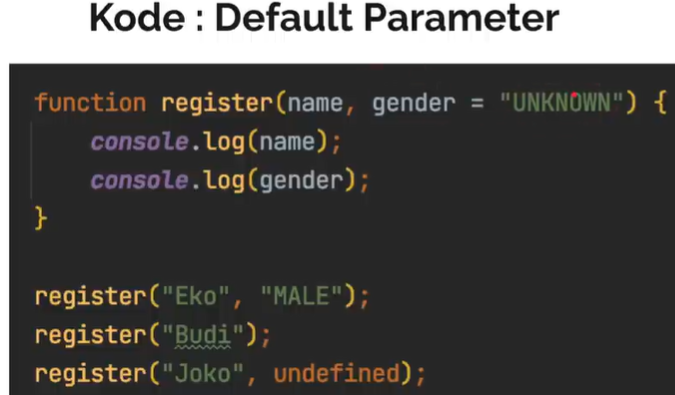 Kode : Default Parameter
function register(name, gender = "UNKNOWN") {
    console.log(name);
    console.log(gender);
}
register("Eko", "MALE");
register("Budi");
register("Joko", undefined);